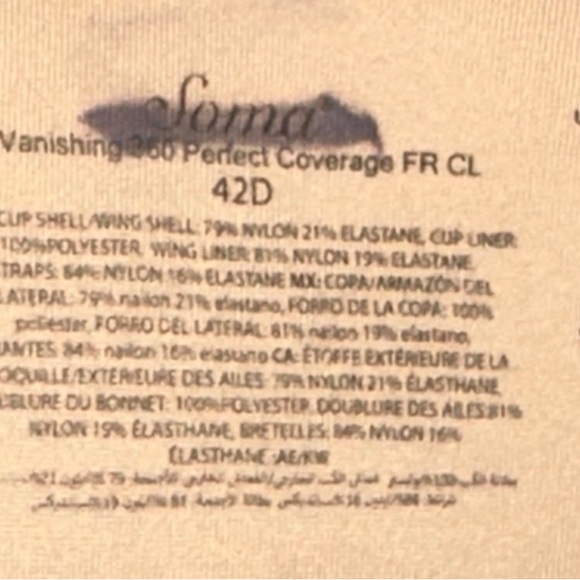 Soma
Vanishing 360 Perfect Coverage FR CL
42D
CUP SHELL/WING SHELL: 79% NYLON 21% ELASTANE, CUP LINER:
100%POLYESTER, WING LINER: 81% NYLON 19% ELASTANE,
TRAPS: 84% NYLON 16% ELASTANE MX: COPA/ARMAZÓN DEL
LATERAL: 79% nailon 21% elastano, FORRO DE LA COPA: 100%
poliéster, FORRO DEL LATERAL: 81% nailon 19% elastano,
ANTES: 84% nailon 16% elastano CA: ÉTOFFE EXTÉRIEURE DE LA
OQUILLE/EXTÉRIEURE DES AILES: 79% NYLON 21% ÉLASTHANE,
UBLURE DU BONNET: 100%POLYESTER, DOUBLURE DES AILES:81%
NYLON 19% ÉLASTHANE, BRETELLES: 84% NYLON 16%
ÉLASTHANE :AE/KW